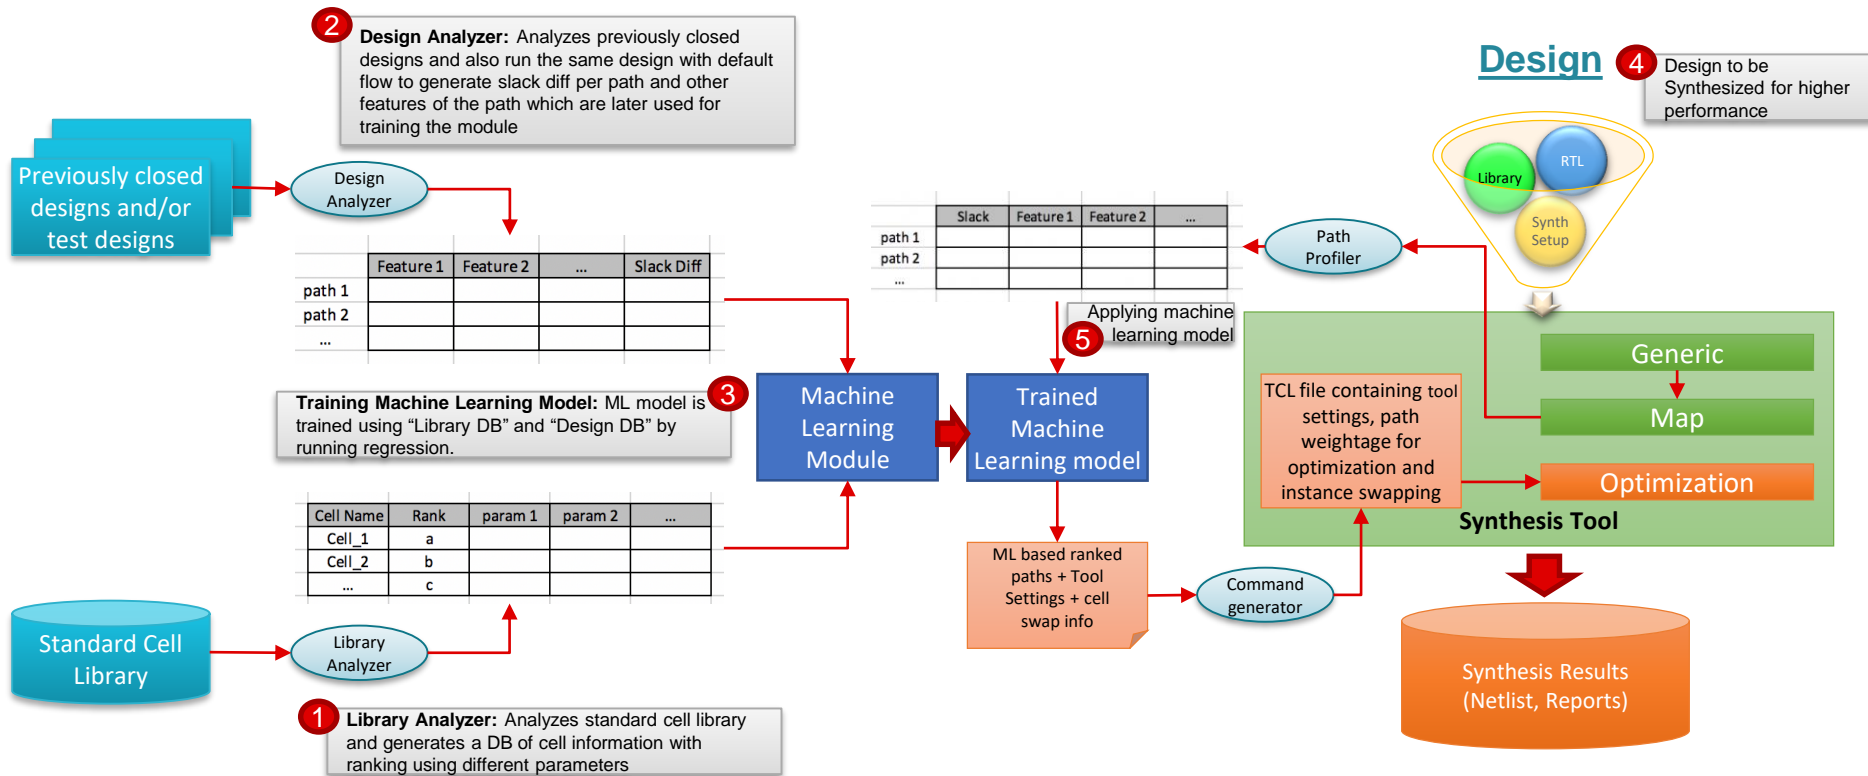 2
Design Analyzer: Analyzes previously closed
designs and also run the same design with default
flow to generate slack diff per path and other
features of the path which are later used for
training the module
Design
4
Design to be
Synthesized for higher
performance
Previously closed
designs and/or
test designs
Design
Analyzer
Feature 1 Feature 2 ... Slack Diff
path 1
path 2
...
Slack Feature 1 Feature 2 ...
path 1
path 2
...
Path
Profiler
Library
RTL
Synth
Setup
5
Applying machine
learning model
3
Training Machine Learning Model: ML model is
trained using “Library DB” and “Design DB” by
running regression.
Machine
Learning
Module
Trained
Machine
Learning model
Generic
Map
Optimization
TCL file containing tool
settings, path
weightage for
optimization and
instance swapping
Synthesis Tool
Cell Name Rank param 1 param 2 ...
Cell_1 a
Cell_2 b
... c
ML based ranked
paths + Tool
Settings + cell
swap info
Command
generator
Standard Cell
Library
Library
Analyzer
Synthesis Results
(Netlist, Reports)
1
Library Analyzer: Analyzes standard cell library
and generates a DB of cell information with
ranking using different parameters